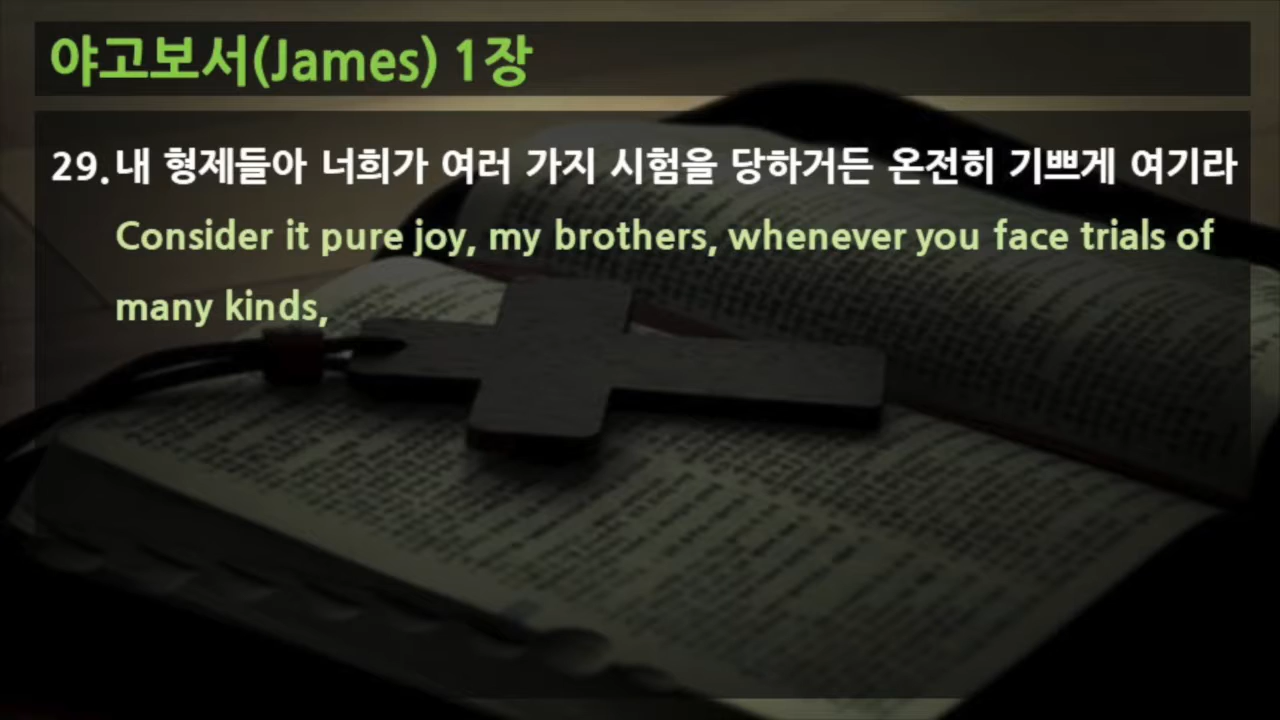 야고보서(James) 1장
29.내 형제들아 너희가 여러 가지 시험을 당하거든 온전히 기쁘게 여기라
Consider it pure joy, my brothers, whenever you face trials of
many kinds,